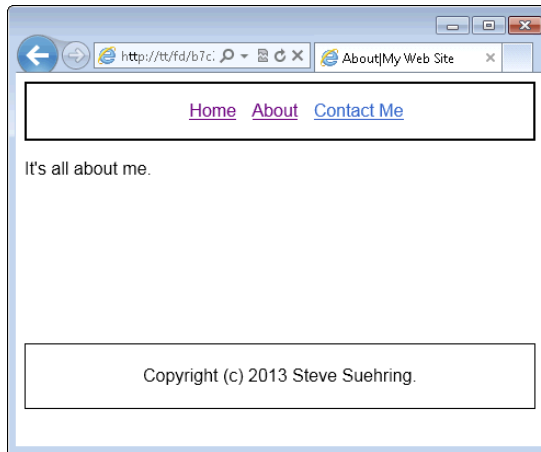 http://tt/fd/b7c
About|My Web Site
Home About Contact Me
It's all about me.
Copyright (c) 2013 Steve Suehring.